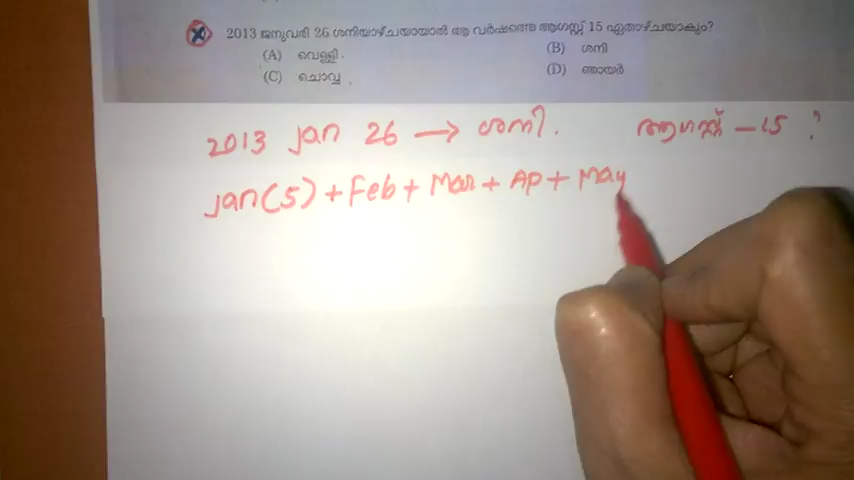 2013 ജനുവരി 26 ശനിയാഴ്ചയായാൽ ആ വർഷത്തെ ആഗസ്റ്റ് 15 ഏതാഴ്ചയാകും?
(A) വെള്ളി (B) ശനി
(C) ചൊവ്വ (D) ഞായർ
2013 Jan 26 → ശനി. ആഗസ്റ്റ് – 15 ?
Jan(5) + Feb + Mar + AP + May